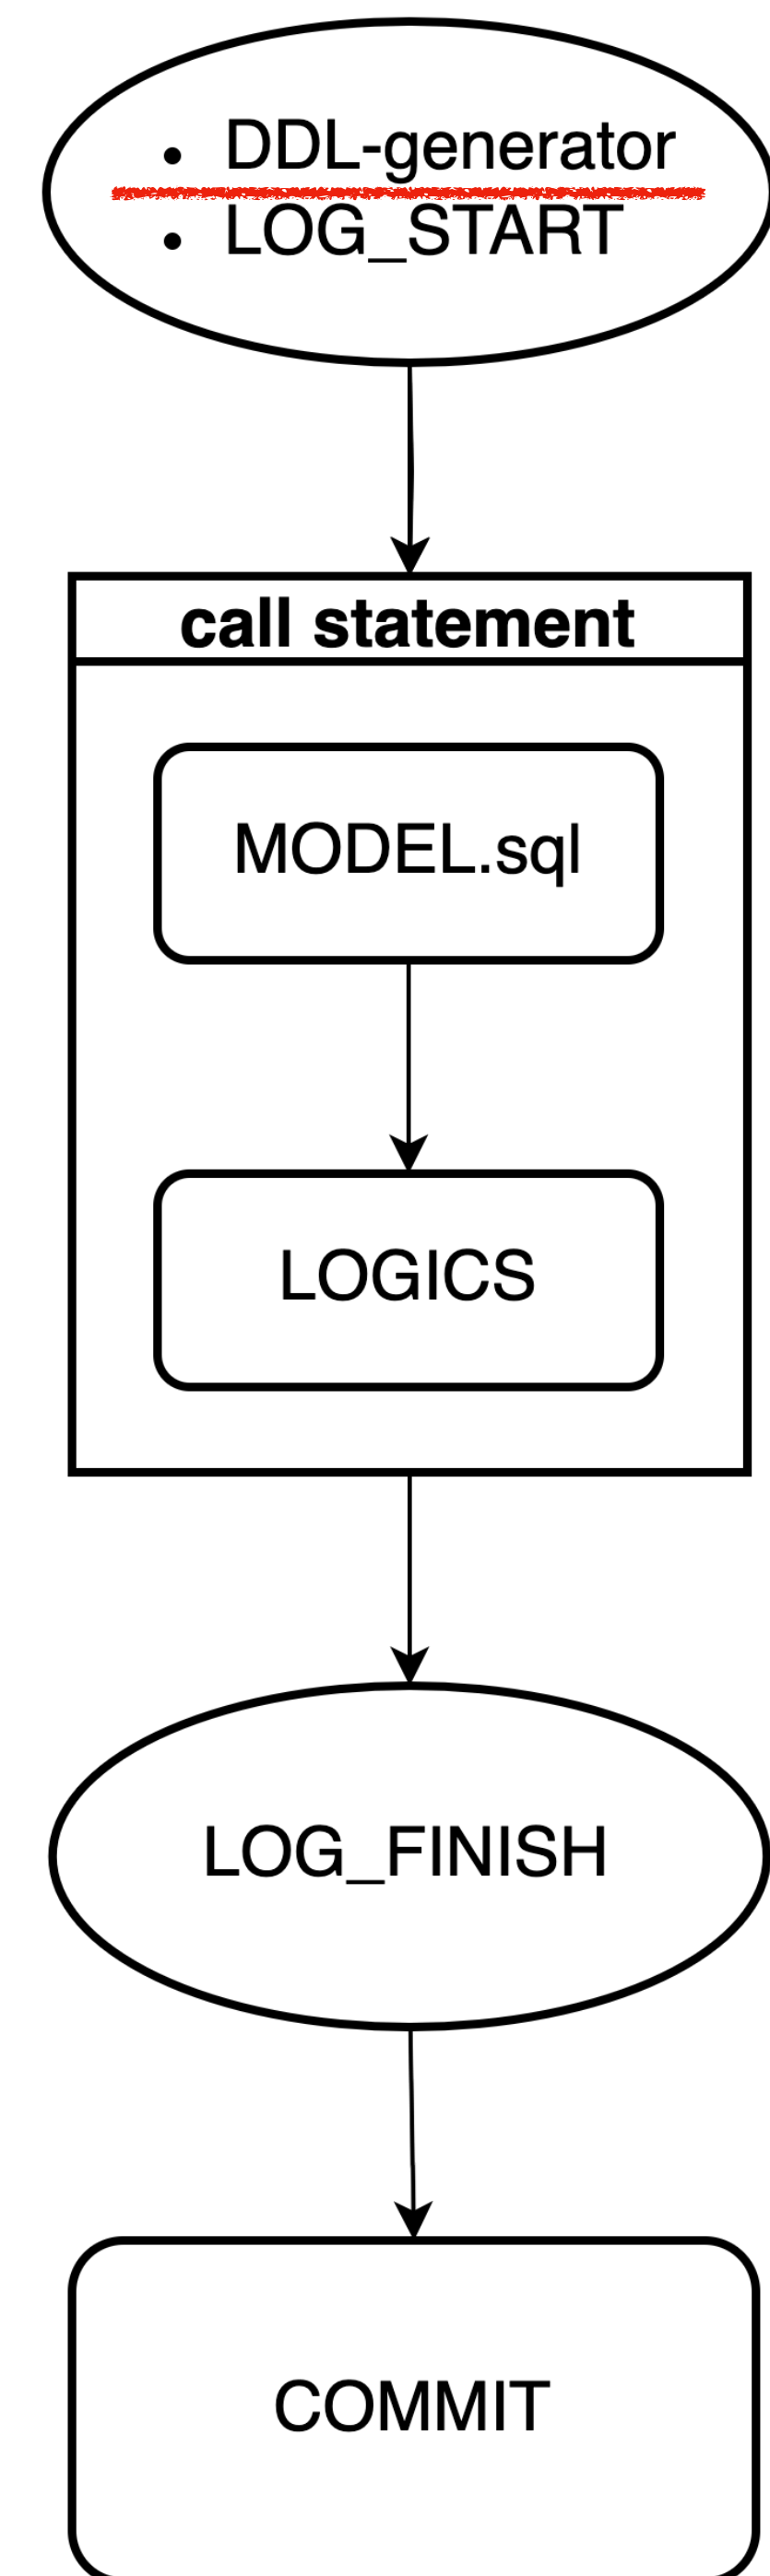 • DDL-generator
• LOG_START
call statement
MODEL.sql
LOGICS
LOG_FINISH
COMMIT